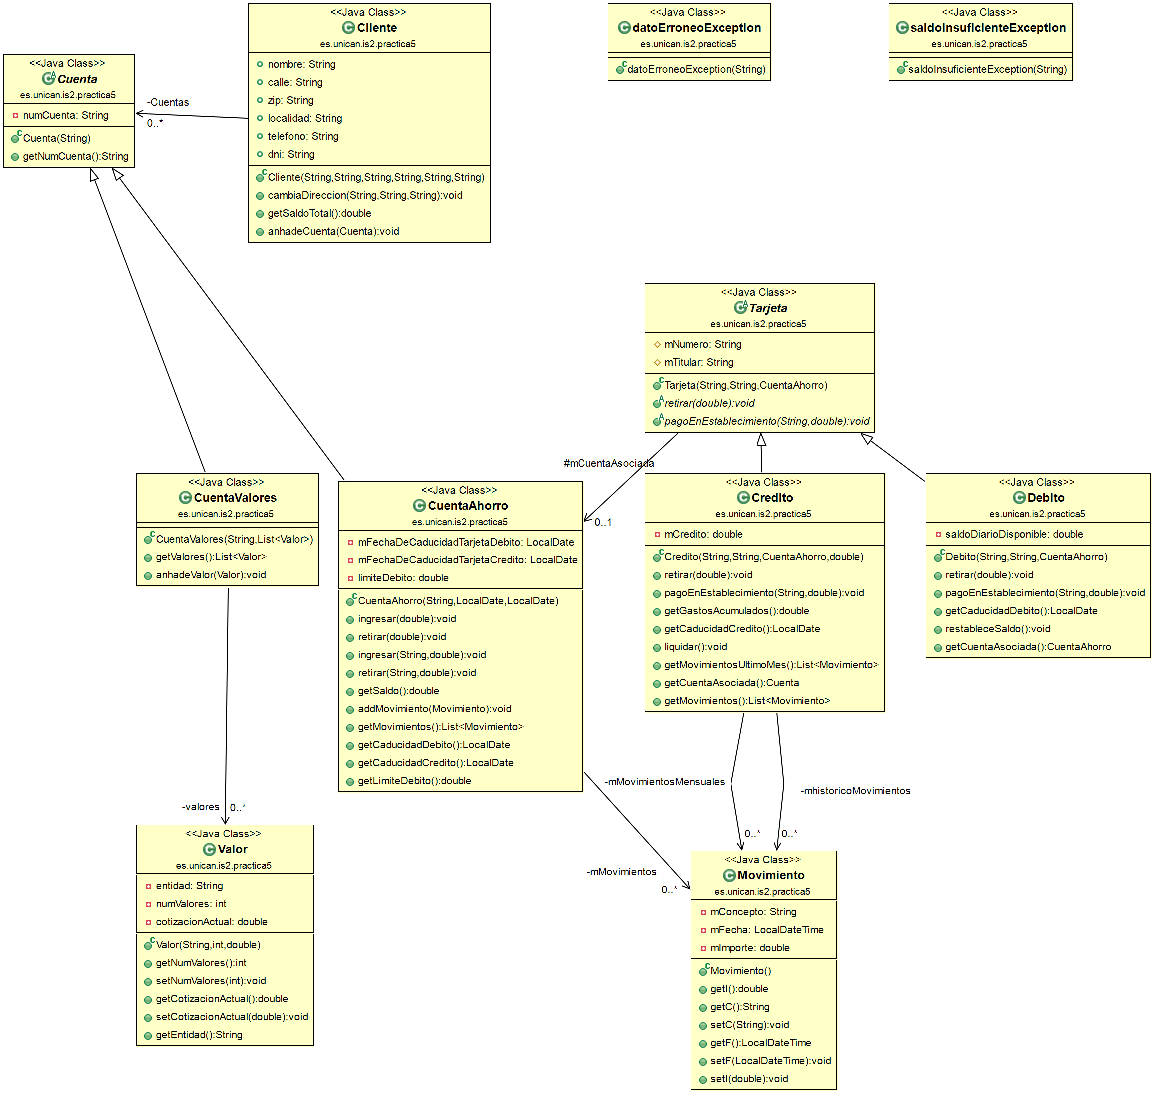 <<Java Class>>
Cliente
es.unican.is2.practica5
nombre: String
calle: String
zip: String
localidad: String
telefono: String
dni: String
Cliente(String,String,String,String,String,String)
cambiaDireccion(String,String,String):void
getSaldoTotal():double
anhadeCuenta(Cuenta):void
<<Java Class>>
datoErroneoException
es.unican.is2.practica5
datoErroneoException(String)
<<Java Class>>
saldoInsuficienteException
es.unican.is2.practica5
saldoInsuficienteException(String)
<<Java Class>>
Cuenta
es.unican.is2.practica5
numCuenta: String
Cuenta(String)
getNumCuenta():String
-Cuentas
0..*
<<Java Class>>
Tarjeta
es.unican.is2.practica5
mNumero: String
mTitular: String
Tarjeta(String,String,CuentaAhorro)
retirar(double):void
pagoEnEstablecimiento(String,double):void
#mCuentaAsociada
0..1
<<Java Class>>
CuentaValores
es.unican.is2.practica5
CuentaValores(String,List<Valor>)
getValores():List<Valor>
anhadeValor(Valor):void
<<Java Class>>
CuentaAhorro
es.unican.is2.practica5
mFechaDeCaducidadTarjetaDebito: LocalDate
mFechaDeCaducidadTarjetaCredito: LocalDate
limiteDebito: double
CuentaAhorro(String,LocalDate,LocalDate)
ingresar(double):void
retirar(double):void
ingresar(String,double):void
retirar(String,double):void
getSaldo():double
addMovimiento(Movimiento):void
getMovimientos():List<Movimiento>
getCaducidadDebito():LocalDate
getCaducidadCredito():LocalDate
getLimiteDebito():double
<<Java Class>>
Credito
es.unican.is2.practica5
mCredito: double
Credito(String,String,CuentaAhorro,double)
retirar(double):void
pagoEnEstablecimiento(String,double):void
getGastosAcumulados():double
getCaducidadCredito():LocalDate
liquidar():void
getMovimientosUltimoMes():List<Movimiento>
getCuentaAsociada():Cuenta
getMovimientos():List<Movimiento>
<<Java Class>>
Debito
es.unican.is2.practica5
saldoDiarioDisponible: double
Debito(String,String,CuentaAhorro)
retirar(double):void
pagoEnEstablecimiento(String,double):void
getCaducidadDebito():LocalDate
restableceSaldo():void
getCuentaAsociada():CuentaAhorro
-mMovimientosMensuales
0..*
-mhistoricoMovimientos
0..*
-valores
0..*
-mMovimientos
0..*
<<Java Class>>
Valor
es.unican.is2.practica5
entidad: String
numValores: int
cotizacionActual: double
Valor(String,int,double)
getNumValores():int
setNumValores(int):void
getCotizacionActual():double
setCotizacionActual(double):void
getEntidad():String
<<Java Class>>
Movimiento
es.unican.is2.practica5
mConcepto: String
mFecha: LocalDateTime
mImporte: double
Movimiento()
getI():double
getC():String
setC(String):void
getF():LocalDateTime
setF(LocalDateTime):void
setI(double):void